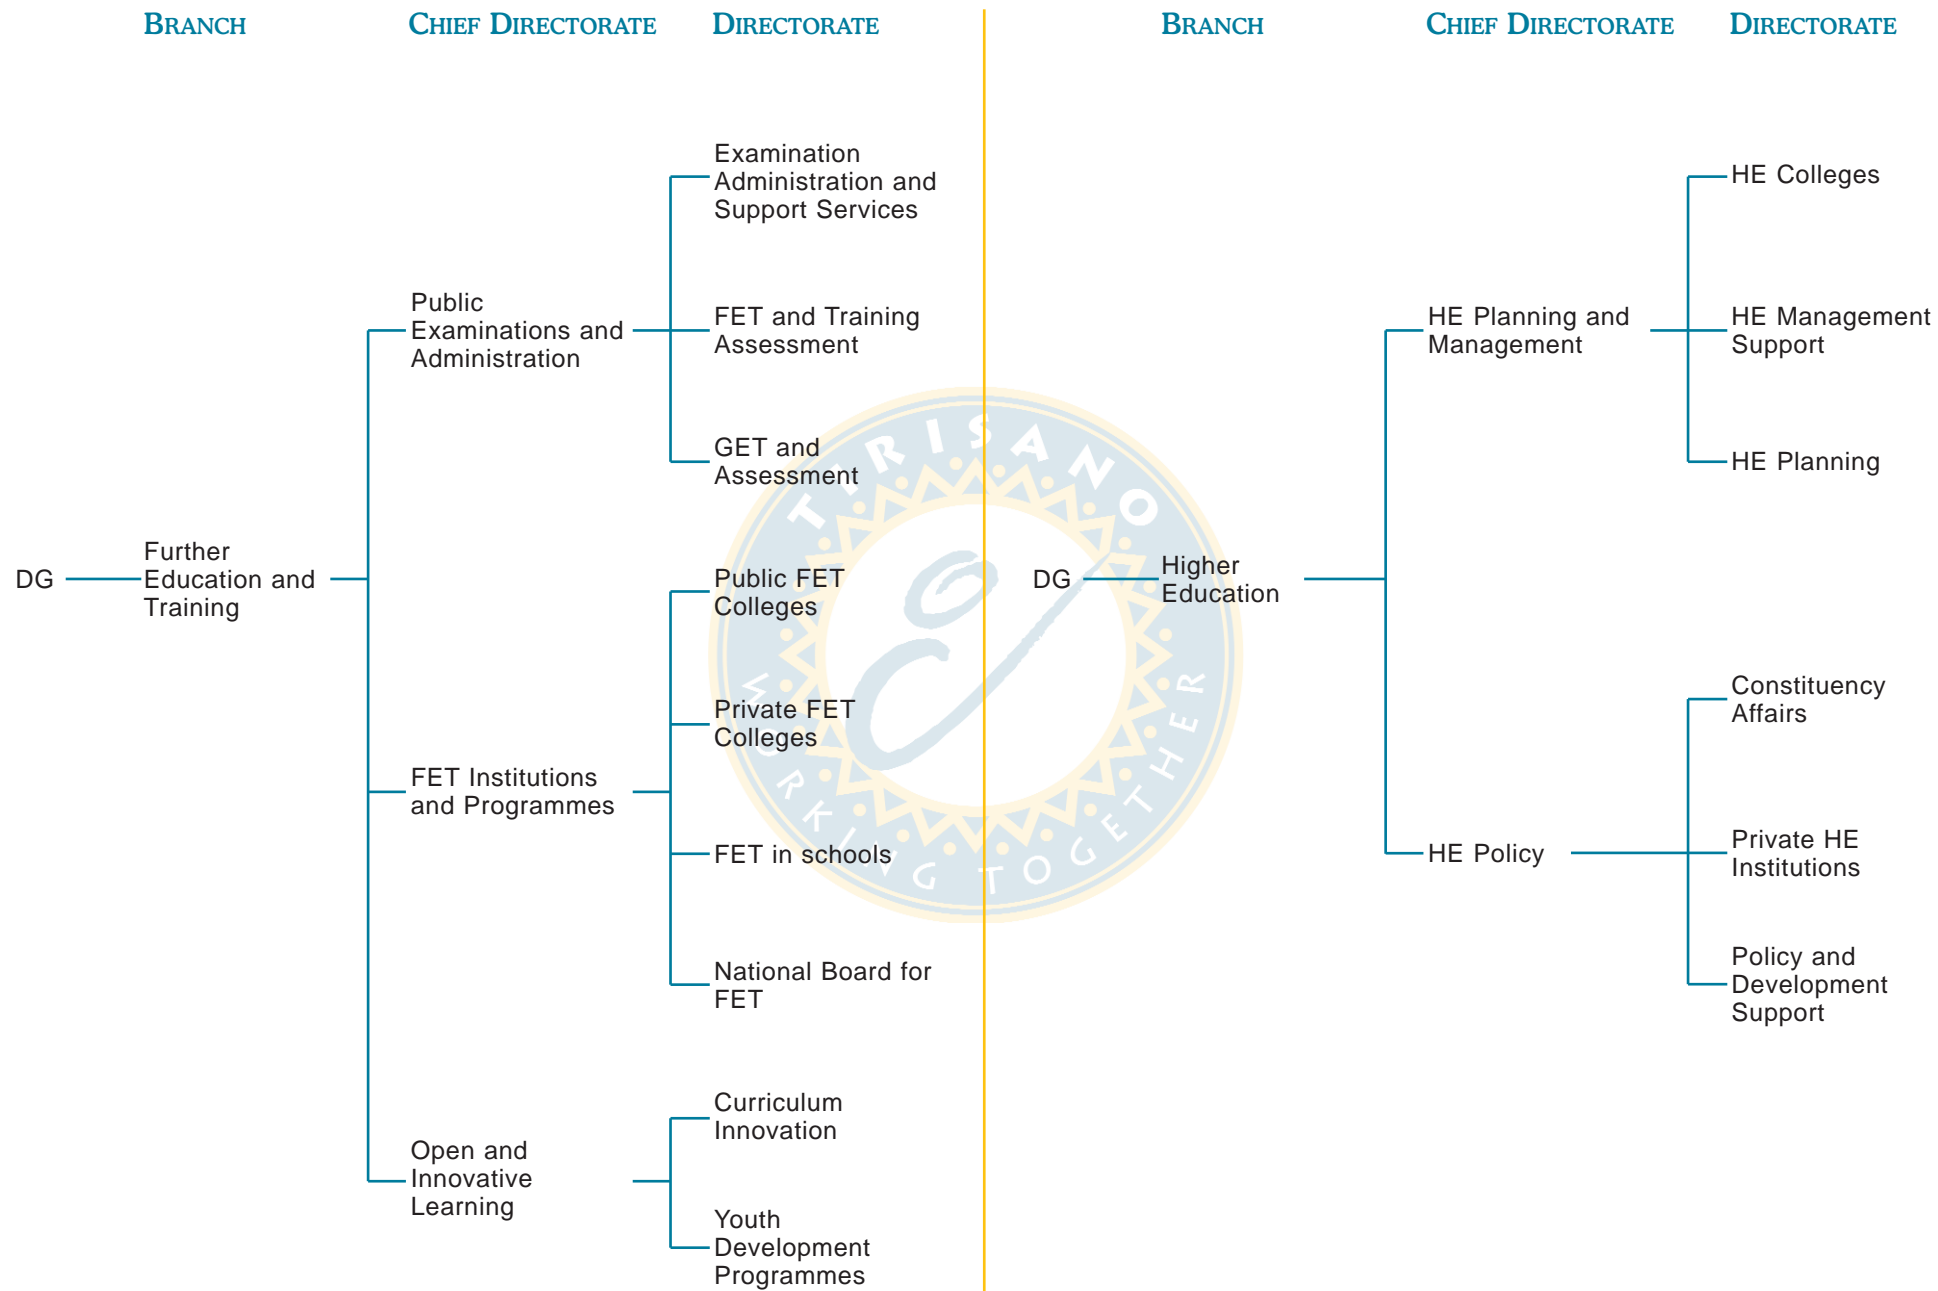 BRANCH
CHIEF DIRECTORATE
DIRECTORATE
DG
Further
Education and
Training
Public
Examinations and
Administration
Examination
Administration and
Support Services
FET and Training
Assessment
GET and
Assessment
FET Institutions
and Programmes
Public FET
Colleges
Private FET
Colleges
FET in schools
National Board for
FET
Open and
Innovative
Learning
Curriculum
Innovation
Youth
Development
Programmes
BRANCH
CHIEF DIRECTORATE
DIRECTORATE
DG
Higher
Education
HE Planning and
Management
HE Colleges
HE Management
Support
HE Planning
HE Policy
Constituency
Affairs
Private HE
Institutions
Policy and
Development
Support
TIRISANO
WORKING TOGETHER